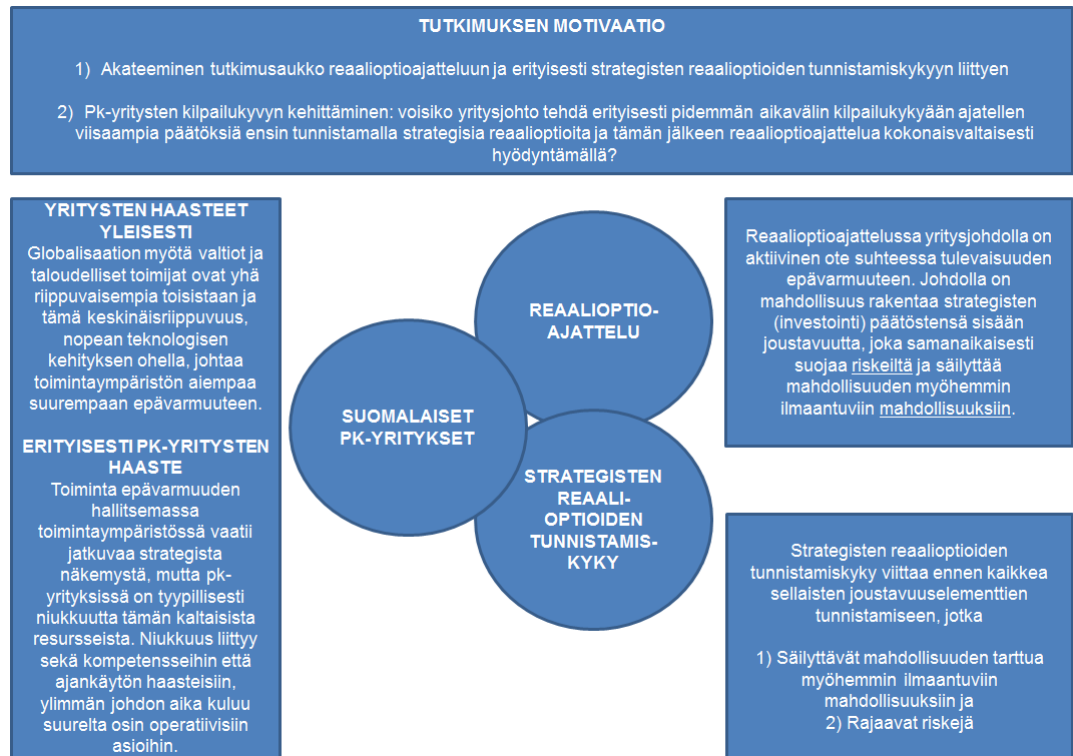 TUTKIMUKSEN MOTIVAATIO
1) Akateeminen tutkimusaukko reaalioptioajatteluun ja erityisesti strategisten reaalioptioiden tunnistamiskykyyn liittyen
2) Pk-yritysten kilpailukyvyn kehittäminen: voisiko yritysjohto tehdä erityisesti pidemmän aikavälin kilpailukykyään ajatellen
viisaampia päätöksiä ensin tunnistamalla strategisia reaalioptioita ja tämän jälkeen reaalioptioajattelua kokonaisvaltaisesti
hyödyntämällä?
YRITYSTEN HAASTEET
YLEISESTI
Globalisaation myötä valtiot ja
taloudelliset toimijat ovat yhä
riippuvaisempia toisistaan ja
tämä keskinäisriippuvuus,
nopean teknologisen
kehityksen ohella, johtaa
toimintaympäristön aiempaa
suurempaan epävarmuuteen.
ERITYISESTI PK-YRITYSTEN
HAASTE
Toiminta epävarmuuden
hallitsemassa
toimintaympäristössä vaatii
jatkuvaa strategista
näkemystä, mutta pk-
yrityksissä on tyypillisesti
niukkuutta tämän kaltaisista
resursseista. Niukkuus liittyy
sekä kompetensseihin että
ajankäytön haasteisiin,
ylimmän johdon aika kuluu
suurelta osin operatiivisiin
asioihin.
SUOMALAISET
PK-YRITYKSET
REAALIOPTIO-
AJATTELU
STRATEGISTEN
REAALI-
OPTIOIDEN
TUNNISTAMIS-
KYKY
Reaalioptioajattelussa yritysjohdolla on
aktiivinen ote suhteessa tulevaisuuden
epävarmuuteen. Johdolla on
mahdollisuus rakentaa strategisten
(investointi) päätöstensä sisään
joustavuutta, joka samanaikaisesti
suojaa riskeiltä ja säilyttää
mahdollisuuden myöhemmin
ilmaantuviin mahdollisuuksiin.
Strategisten reaalioptioiden
tunnistamiskyky viittaa ennen kaikkea
sellaisten joustavuuselementtien
tunnistamiseen, jotka
1) Säilyttävät mahdollisuuden tarttua
myöhemmin ilmaantuviin
mahdollisuuksiin ja
2) Rajaavat riskejä